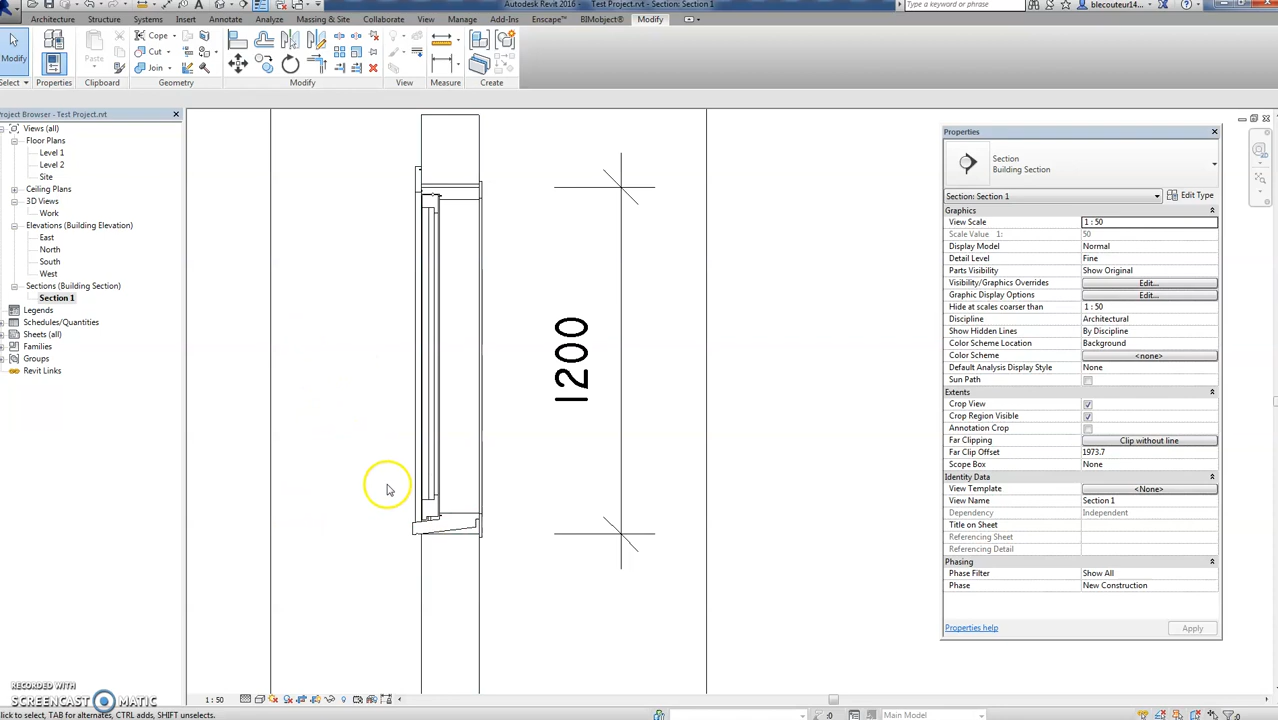 Autodesk Revit 2016 - Test Project.rvt - Section: Section 1
Type a keyword or phrase
blecouteur14...
Architecture Structure Systems Insert Annotate Analyze Massing & Site Collaborate View Manage Add-Ins Enscape™ BIMobject® Modify
Modify
Paste
Cope
Cut
Join
Select Properties Clipboard Geometry Modify View Measure Create
Project Browser - Test Project.rvt
Views (all)
Floor Plans
Level 1
Level 2
Site
Ceiling Plans
3D Views
Work
Elevations (Building Elevation)
East
North
South
West
Sections (Building Section)
Section 1
Legends
Schedules/Quantities
Sheets (all)
Families
Groups
Revit Links
1200
Properties
Section
Building Section
Section: Section 1
Edit Type
Graphics
View Scale 1 : 50
Scale Value 1: 50
Display Model Normal
Detail Level Fine
Parts Visibility Show Original
Visibility/Graphics Overrides Edit...
Graphic Display Options Edit...
Hide at scales coarser than 1 : 50
Discipline Architectural
Show Hidden Lines By Discipline
Color Scheme Location Background
Color Scheme <none>
Default Analysis Display Style None
Sun Path
Extents
Crop View
Crop Region Visible
Annotation Crop
Far Clipping Clip without line
Far Clip Offset 1973.7
Scope Box None
Identity Data
View Template <None>
View Name Section 1
Dependency Independent
Title on Sheet
Referencing Sheet
Referencing Detail
Phasing
Phase Filter Show All
Phase New Construction
Properties help
Apply
RECORDED WITH
SCREENCAST MATIC
1 : 50
Click to select, TAB for alternates, CTRL adds, SHIFT unselects.
:0
Main Model